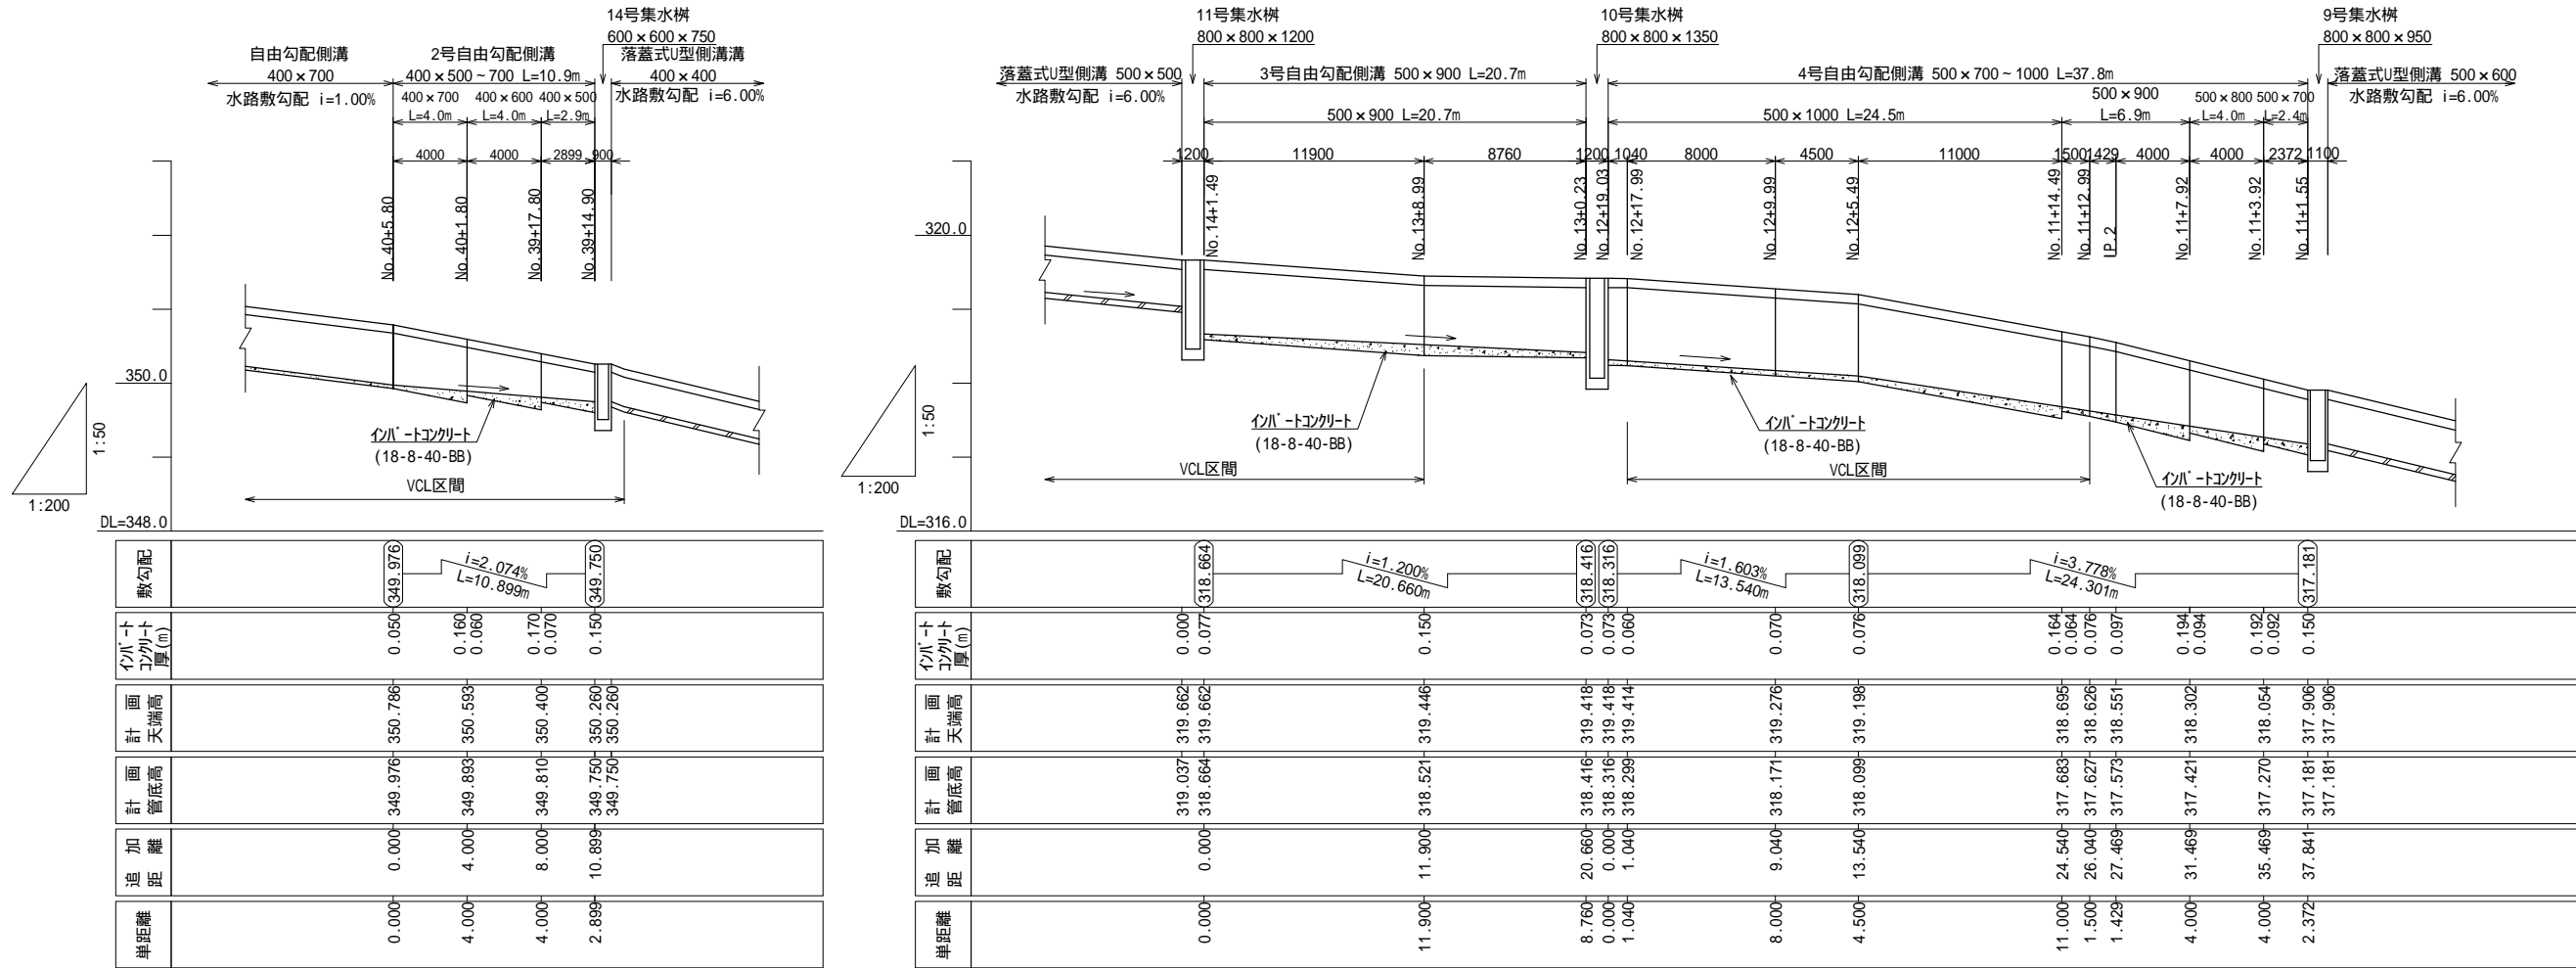 14号集水桝
600×600×750
自由勾配側溝
400×700
水路敷勾配 i=1.00%
2号自由勾配側溝
400×500~700 L=10.9m
落蓋式U型側溝溝
400×400
水路敷勾配 i=6.00%
400×700
L=4.0m
400×600
L=4.0m
400×500
L=2.9m
4000
4000
2899
900
No.40+5.80
No.40+1.80
No.39+17.80
No.39+14.90
350.0
1:50
1:200
インバートコンクリート
(18-8-40-BB)
VCL区間
DL=348.0
敷勾配
349.976
i=2.074%
L=10.899m
349.750
インバート
コンクリート
厚(m)
0.050
0.160
0.060
0.170
0.070
0.150
計画
天端高
350.786
350.593
350.400
350.260
350.260
計画
管底高
349.976
349.893
349.810
349.750
349.750
追加
距離
0.000
4.000
8.000
10.899
単距離
0.000
4.000
4.000
2.899
11号集水桝
800×800×1200
10号集水桝
800×800×1350
9号集水桝
800×800×950
落蓋式U型側溝 500×500
水路敷勾配 i=6.00%
3号自由勾配側溝 500×900 L=20.7m
4号自由勾配側溝 500×700~1000 L=37.8m
落蓋式U型側溝 500×600
水路敷勾配 i=6.00%
500×900 L=20.7m
500×1000 L=24.5m
500×900
L=6.9m
500×800
L=4.0m
500×700
L=2.4m
1200
11900
8760
1200
1040
8000
4500
11000
1500
1429
4000
4000
2372
1100
No.14+1.49
No.13+8.99
No.13+0.23
No.12+19.03
No.12+17.99
No.12+9.99
No.12+5.49
No.11+14.49
No.11+12.99
IP.2
No.11+7.92
No.11+3.92
No.11+1.55
320.0
1:50
1:200
インバートコンクリート
(18-8-40-BB)
インバートコンクリート
(18-8-40-BB)
インバートコンクリート
(18-8-40-BB)
VCL区間
VCL区間
DL=316.0
敷勾配
318.664
i=1.200%
L=20.660m
318.416
318.316
i=1.603%
L=13.540m
318.099
i=3.778%
L=24.301m
317.181
インバート
コンクリート
厚(m)
0.000
0.077
0.150
0.073
0.073
0.060
0.070
0.076
0.164
0.064
0.076
0.097
0.194
0.094
0.192
0.092
0.150
計画
天端高
319.662
319.662
319.446
319.418
319.418
319.414
319.276
319.198
318.695
318.626
318.551
318.302
318.054
317.906
317.906
計画
管底高
319.037
318.664
318.521
318.416
318.316
318.299
318.171
318.099
317.683
317.627
317.573
317.421
317.270
317.181
317.181
追加
距離
0.000
11.900
20.660
0.000
1.040
9.040
13.540
24.540
26.040
27.469
31.469
35.469
37.841
単距離
0.000
11.900
8.760
0.000
1.040
8.000
4.500
11.000
1.500
1.429
4.000
4.000
2.372